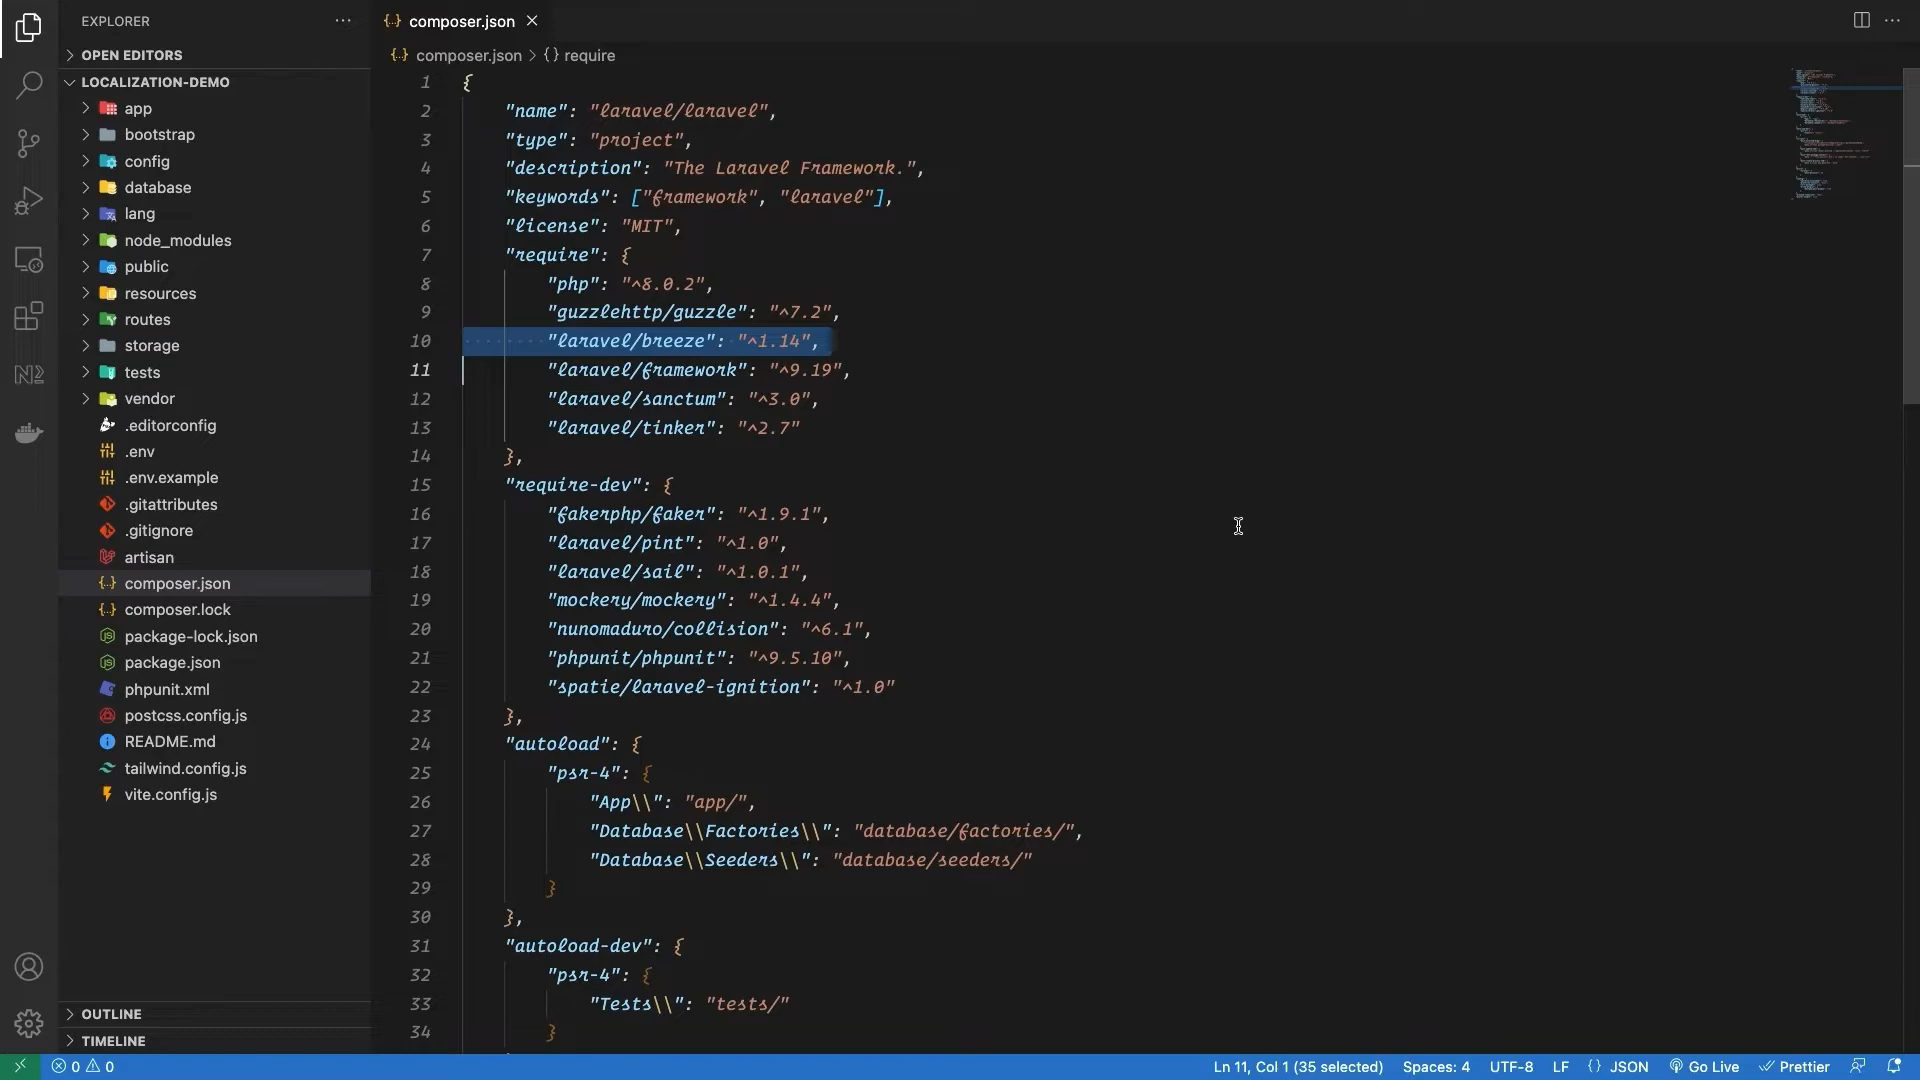 EXPLORER
OPEN EDITORS
LOCALIZATION-DEMO
app
bootstrap
config
database
lang
node_modules
public
resources
routes
storage
tests
vendor
.editorconfig
.env
.env.example
.gitattributes
.gitignore
artisan
composer.json
composer.lock
package-lock.json
package.json
phpunit.xml
postcss.config.js
README.md
tailwind.config.js
vite.config.js
OUTLINE
TIMELINE
{..} composer.json
{..} composer.json > {} require
1 {
2 "name": "laravel/laravel",
3 "type": "project",
4 "description": "The Laravel Framework.",
5 "keywords": ["framework", "laravel"],
6 "license": "MIT",
7 "require": {
8 "php": "^8.0.2",
9 "guzzlehttp/guzzle": "^7.2",
10 "laravel/breeze": "^1.14",
11 "laravel/framework": "^9.19",
12 "laravel/sanctum": "^3.0",
13 "laravel/tinker": "^2.7"
14 },
15 "require-dev": {
16 "fakerphp/faker": "^1.9.1",
17 "laravel/pint": "^1.0",
18 "laravel/sail": "^1.0.1",
19 "mockery/mockery": "^1.4.4",
20 "nunomaduro/collision": "^6.1",
21 "phpunit/phpunit": "^9.5.10",
22 "spatie/laravel-ignition": "^1.0"
23 },
24 "autoload": {
25 "psr-4": {
26 "App\\": "app/",
27 "Database\\Factories\\": "database/factories/",
28 "Database\\Seeders\\": "database/seeders/"
29 }
30 },
31 "autoload-dev": {
32 "psr-4": {
33 "Tests\\": "tests/"
34 }
0 0 Ln 11, Col 1 (35 selected) Spaces: 4 UTF-8 LF {} JSON Go Live Prettier